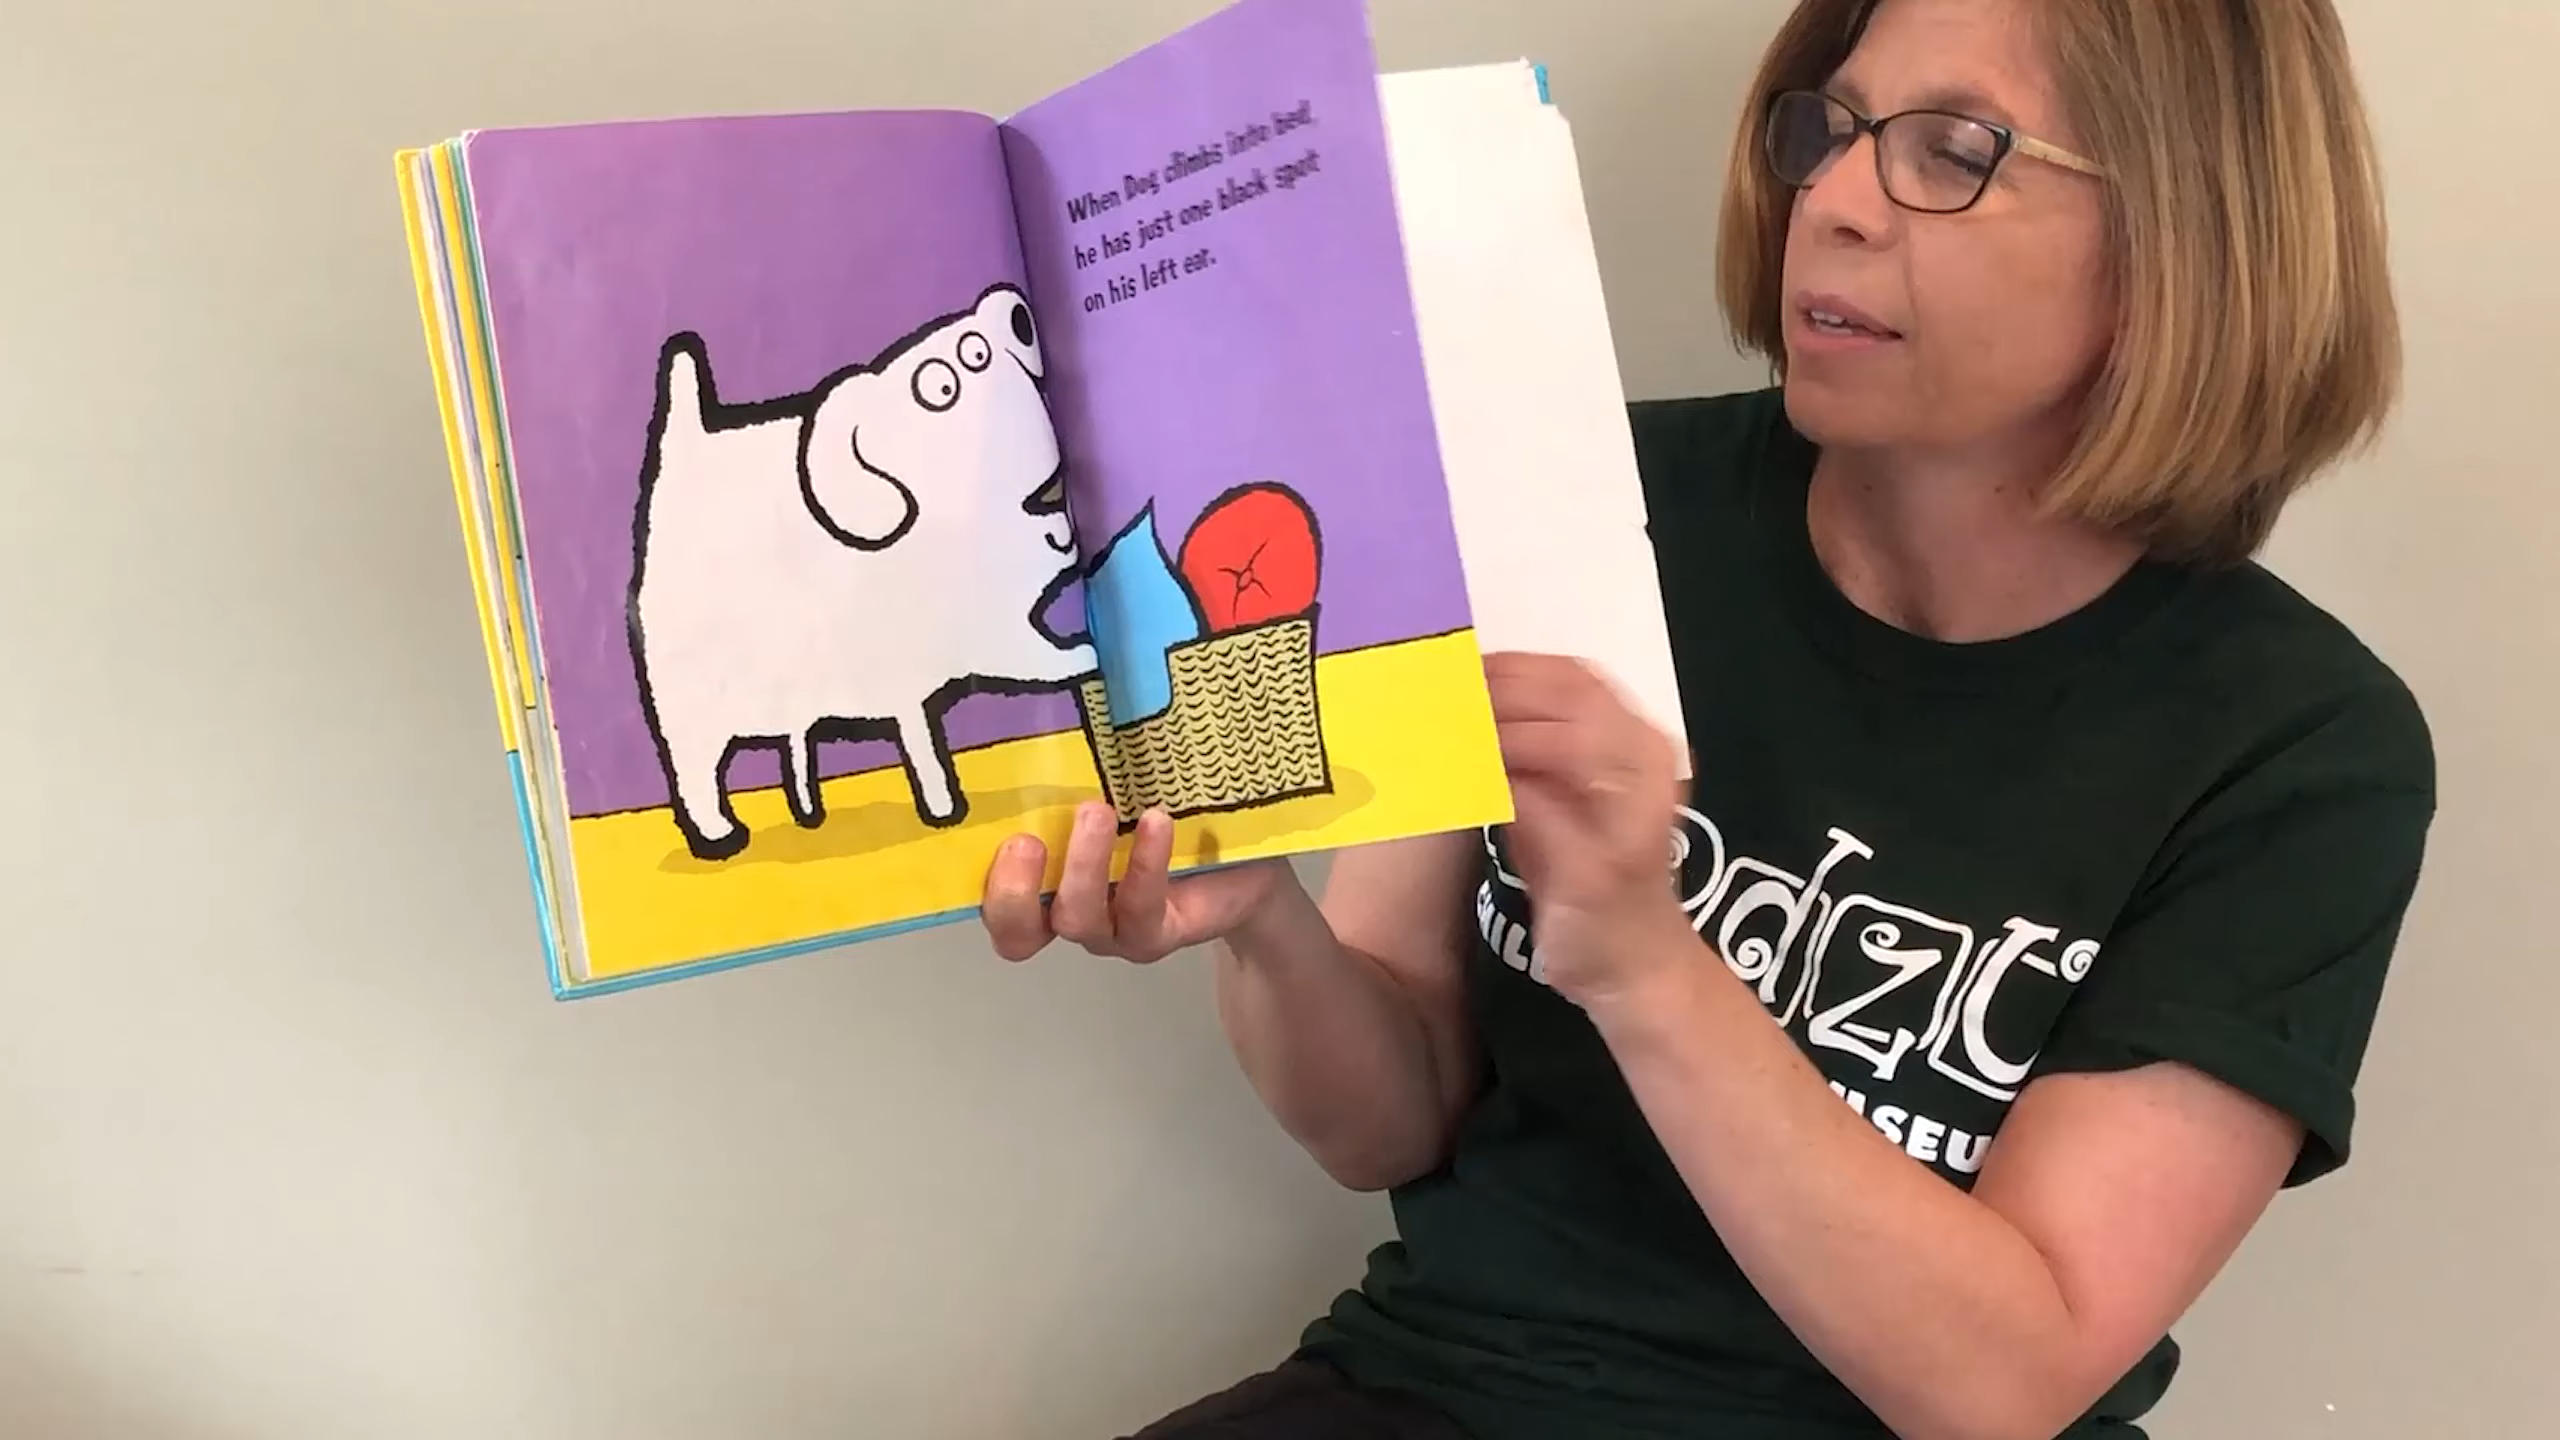 When Dog climbs into bed,
he has just one black spot
on his left ear.